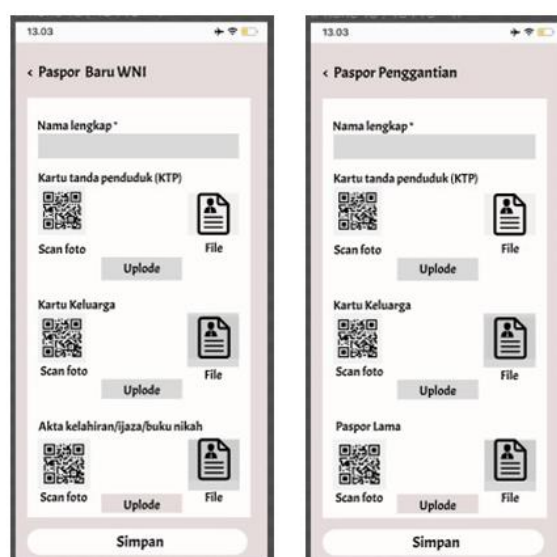 13.03
< Paspor Baru WNI
Nama lengkap *
Kartu tanda penduduk (KTP)
Scan foto
File
Uplode
Kartu Keluarga
Scan foto
File
Uplode
Akta kelahiran/ijaza/buku nikah
Scan foto
File
Uplode
Simpan
13.03
< Paspor Penggantian
Nama lengkap *
Kartu tanda penduduk (KTP)
Scan foto
File
Uplode
Kartu Keluarga
Scan foto
File
Uplode
Paspor Lama
Scan foto
File
Uplode
Simpan